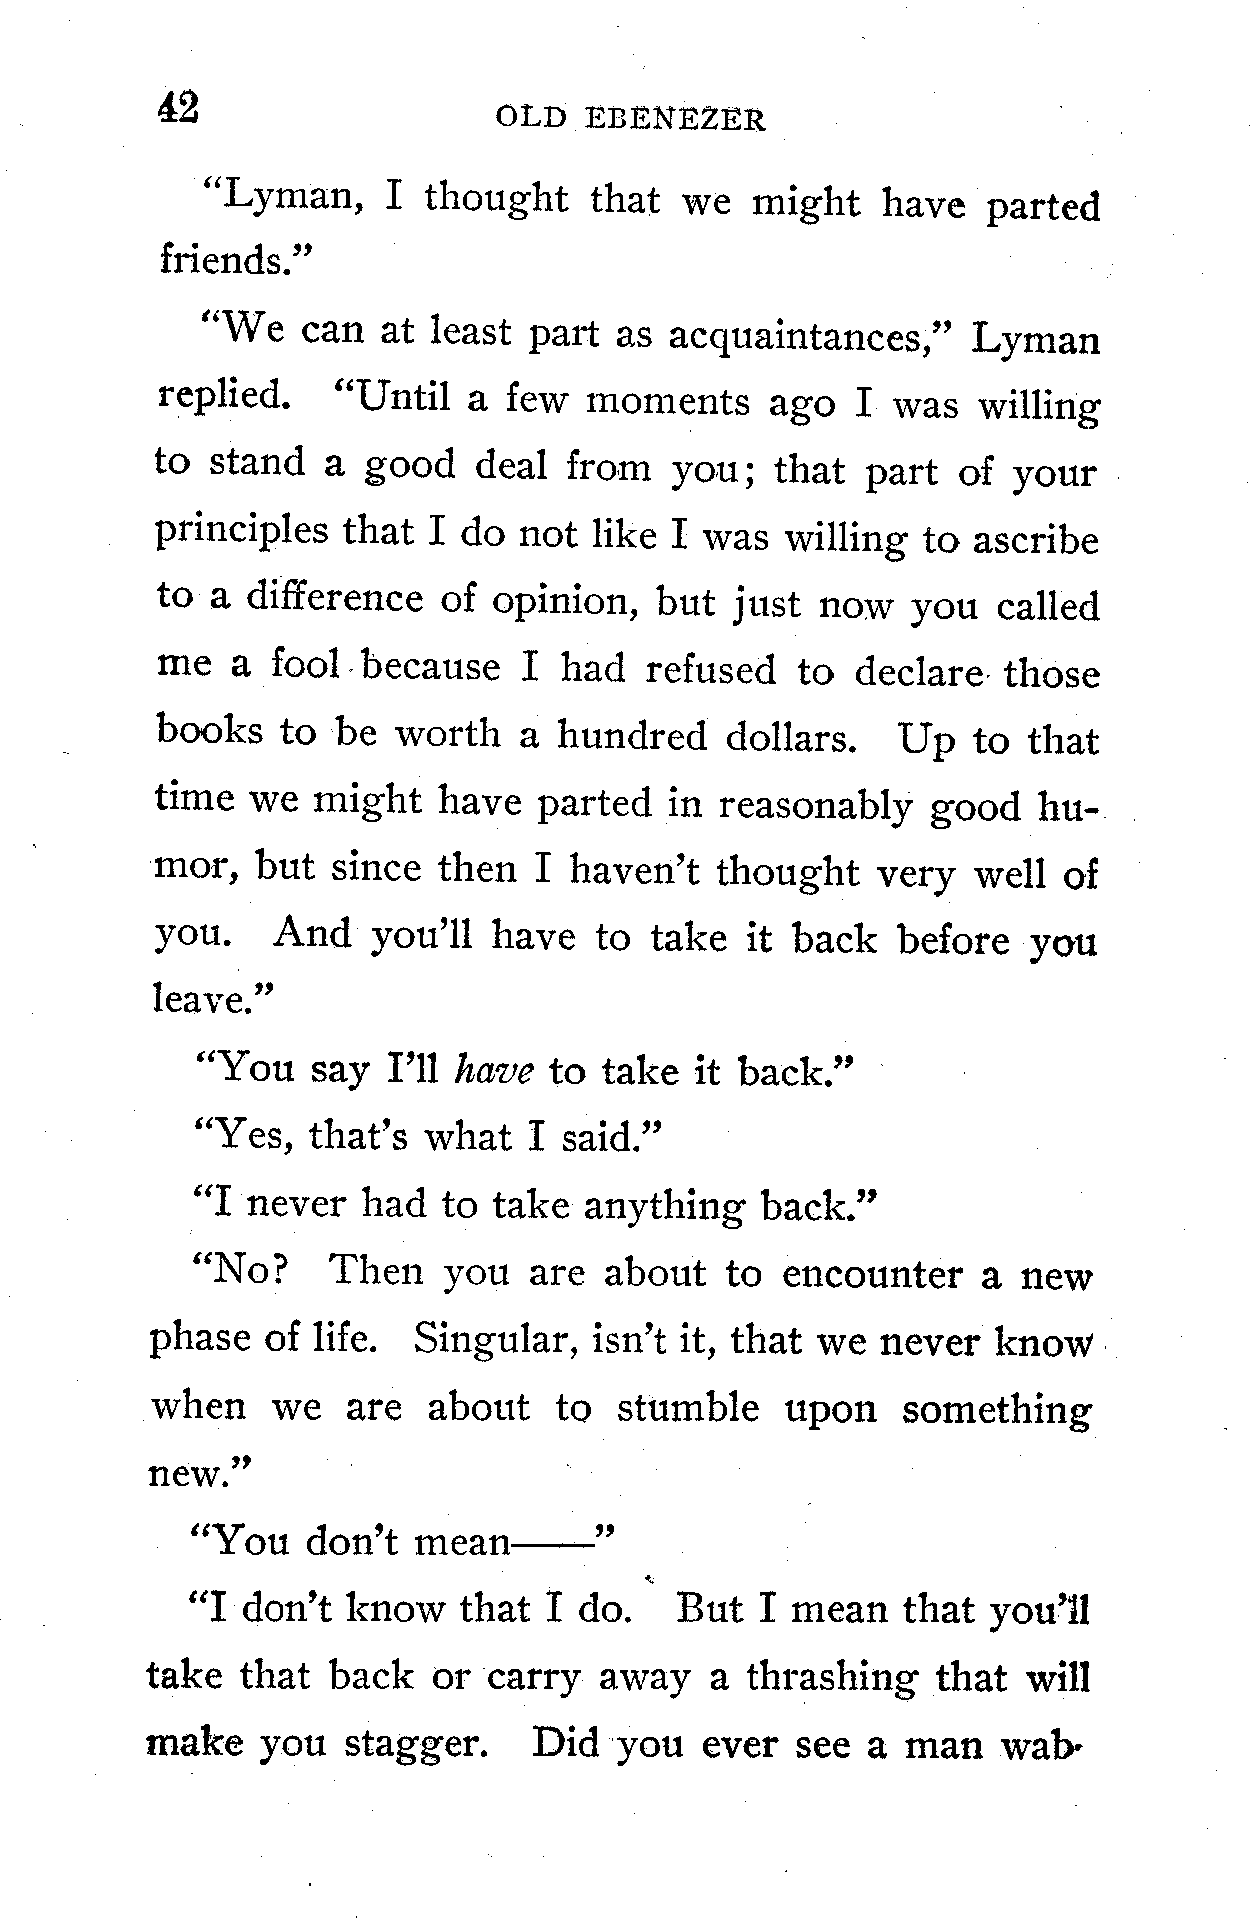 42
OLD EBENEZER
“Lyman, I thought that we might have parted
friends.”
“We can at least part as acquaintances,” Lyman
replied. “Until a few moments ago I was willing
to stand a good deal from you; that part of your
principles that I do not like I was willing to ascribe
to a difference of opinion, but just now you called
me a fool because I had refused to declare those
books to be worth a hundred dollars. Up to that
time we might have parted in reasonably good hu-
mor, but since then I haven’t thought very well of
you. And you’ll have to take it back before you
leave.”
“You say I’ll have to take it back.”
“Yes, that’s what I said.”
“I never had to take anything back.”
“No? Then you are about to encounter a new
phase of life. Singular, isn’t it, that we never know
when we are about to stumble upon something
new.”
“You don’t mean——”
“I don’t know that I do. But I mean that you’ll
take that back or carry away a thrashing that will
make you stagger. Did you ever see a man wab-